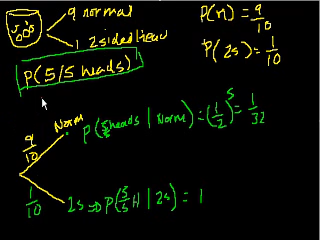 9 normal
1 2sided head
P(n) = 9/10
P(2s) = 1/10
P(5/5 heads)
9/10 Norm P(5/5 heads | Norm) = (1/2)^5 = 1/32
1/10 2s => P(5/5 H | 2s) = 1